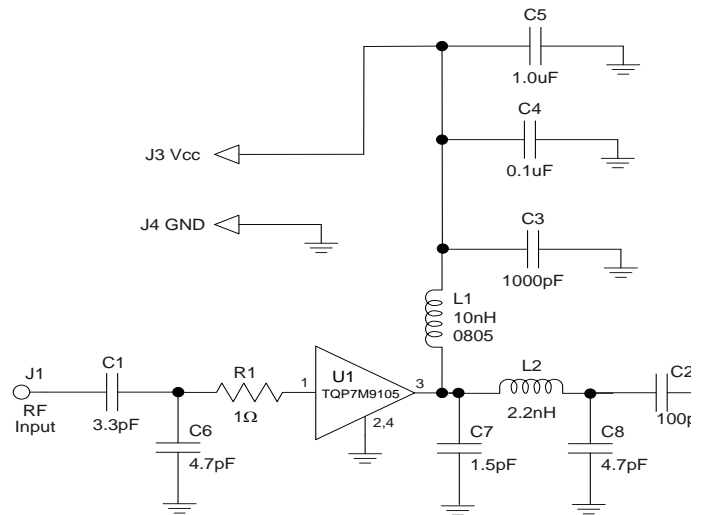 C5
1.0uF
C4
0.1uF
J3 Vcc
J4 GND
C3
1000pF
L1
10nH
0805
J1
RF
Input
C1
3.3pF
R1
1Ω
C6
4.7pF
1
U1
TQP7M9105
3
2,4
L2
2.2nH
C7
1.5pF
C8
4.7pF
C2
100p